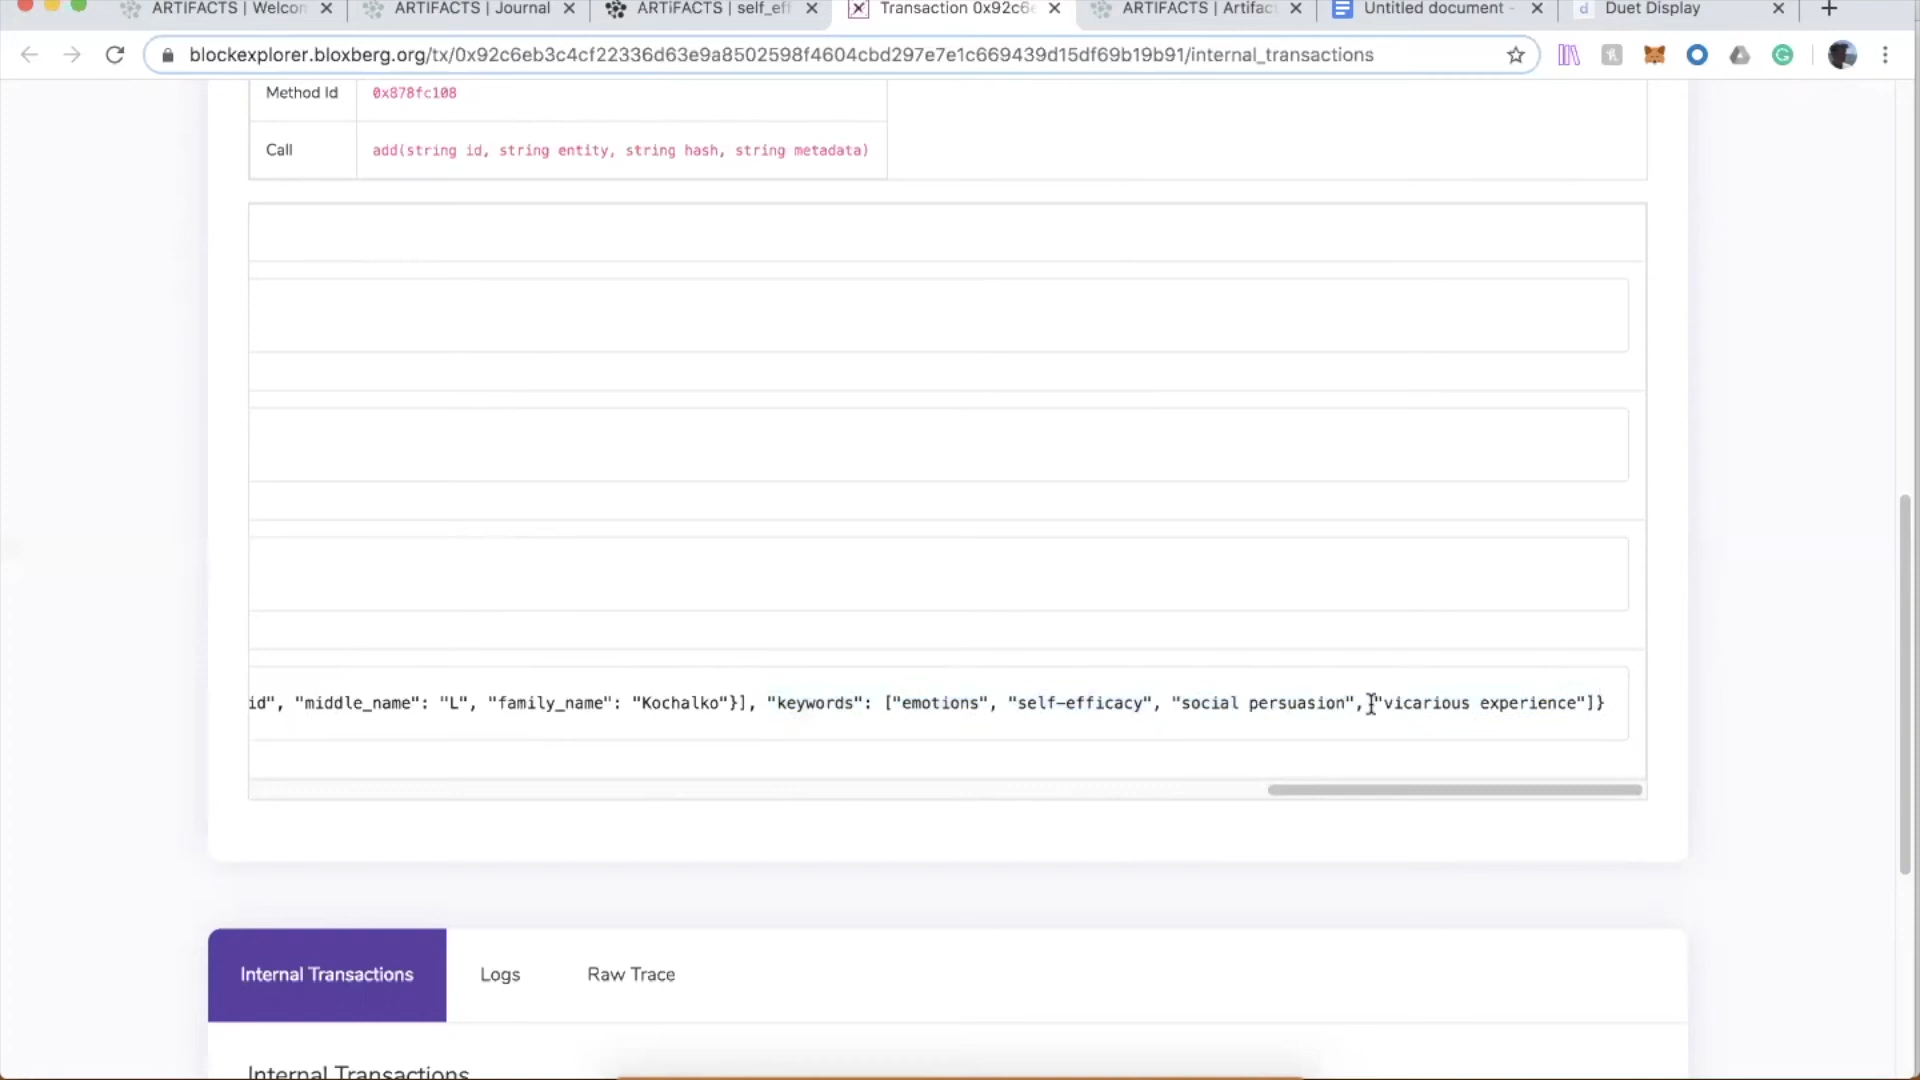 ARTIFACTS | Welcon
ARTIFACTS | Journal
ARTIFACTS | self_eff
Transaction 0x92c6e
ARTIFACTS | Artifact
Untitled document -
Duet Display
blockexplorer.bloxberg.org/tx/0x92c6eb3c4cf22336d63e9a8502598f4604cbd297e7e1c669439d15df69b19b91/internal_transactions
Method Id 0x878fc108
Call add(string id, string entity, string hash, string metadata)
id", "middle_name": "L", "family_name": "Kochalko"}], "keywords": ["emotions", "self-efficacy", "social persuasion", "vicarious experience"]}
Internal Transactions
Logs
Raw Trace
Internal Transactions